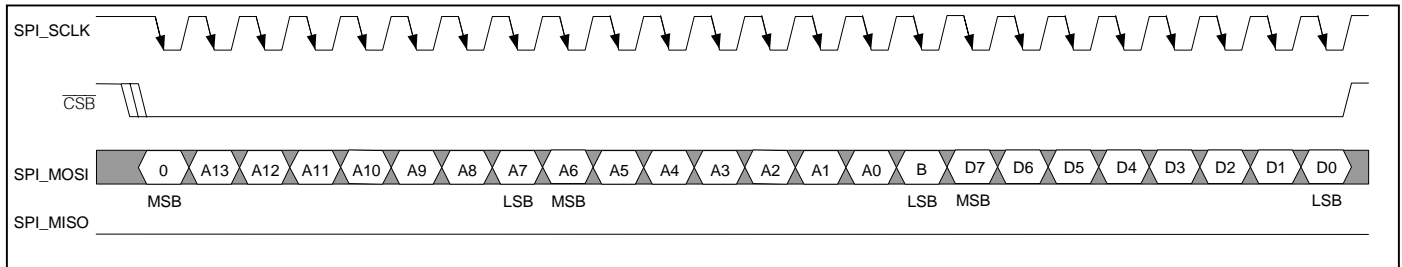 SPI_SCLK
CSB
SPI_MOSI 0 A13 A12 A11 A10 A9 A8 A7 A6 A5 A4 A3 A2 A1 A0 B D7 D6 D5 D4 D3 D2 D1 D0
MSB LSB MSB LSB MSB LSB
SPI_MISO